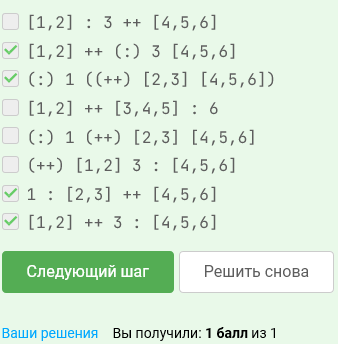 [1,2] : 3 ++ [4,5,6]
[1,2] ++ (:) 3 [4,5,6]
(:) 1 ((++) [2,3] [4,5,6])
[1,2] ++ [3,4,5] : 6
(:) 1 (++) [2,3] [4,5,6]
(++) [1,2] 3 : [4,5,6]
1 : [2,3] ++ [4,5,6]
[1,2] ++ 3 : [4,5,6]
Следующий шаг Решить снова
Ваши решения Вы получили: 1 балл из 1